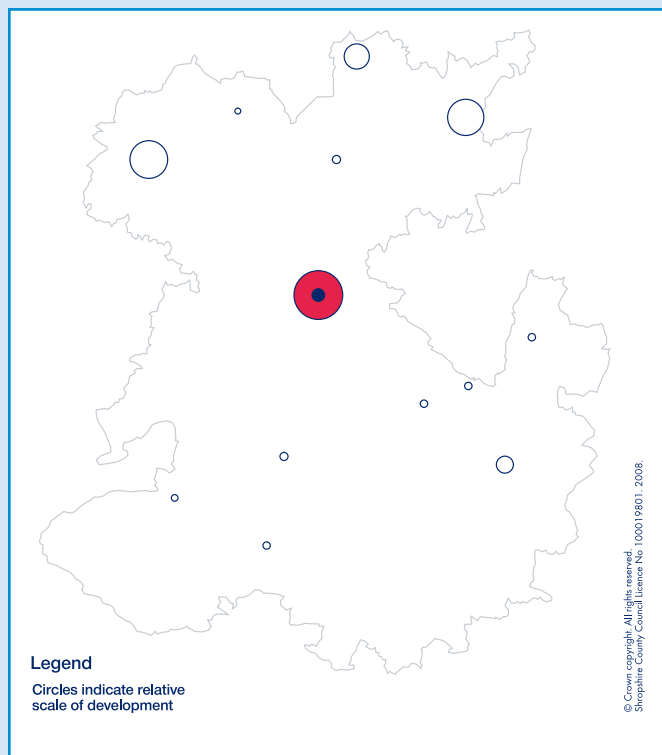 Legend
Circles indicate relative
scale of development
© Crown copyright. All rights reserved.
Shropshire County Council Licence No 100019801. 2008.